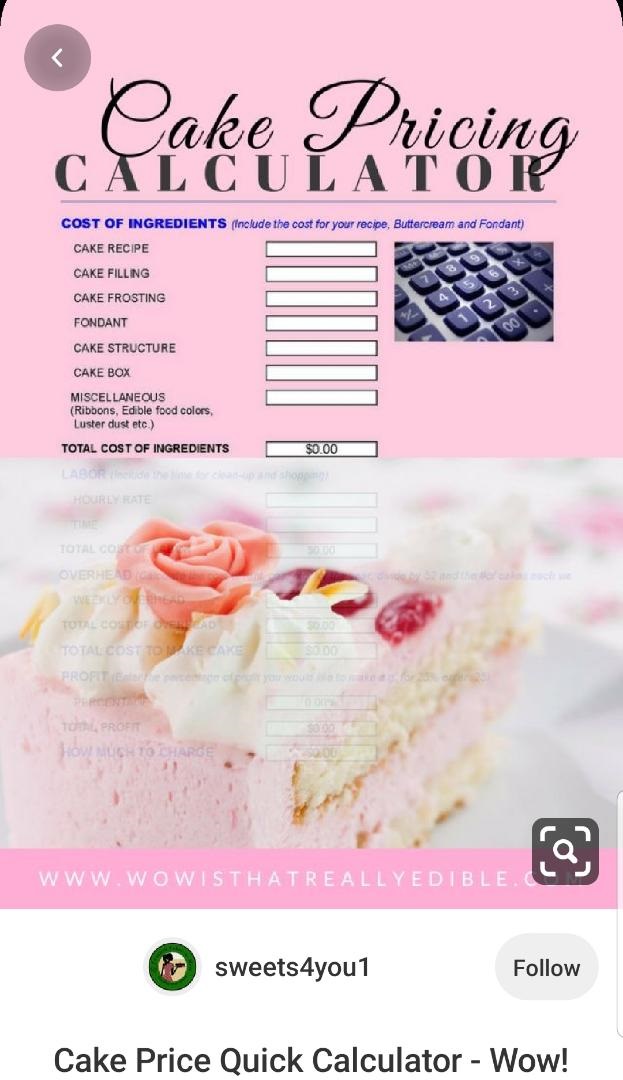 Cake Pricing
CALCULATOR
COST OF INGREDIENTS (Include the cost for your recipe, Buttercream and Fondant)
CAKE RECIPE
CAKE FILLING
CAKE FROSTING
FONDANT
CAKE STRUCTURE
CAKE BOX
MISCELLANEOUS
(Ribbons, Edible food colors,
Luster dust etc.)
TOTAL COST OF INGREDIENTS $0.00
LABOR (Include the time for clean-up and shopping)
HOURLY RATE
TIME
TOTAL COST OF $0.00
OVERHEAD divide by 52 and the # of cakes each we
WEEKLY OVERHEAD
TOTAL COST OF OVERHEAD $0.00
TOTAL COST TO MAKE CAKE $0.00
PROFIT (Enter the percentage of profit you would like to make e.g. for 25% enter .25)
PERCENTAGE 0.00%
TOTAL PROFIT $0.00
HOW MUCH TO CHARGE $0.00
WWW.WOWISTHATREALLYEDIBLE.COM
sweets4you1
Follow
Cake Price Quick Calculator - Wow!